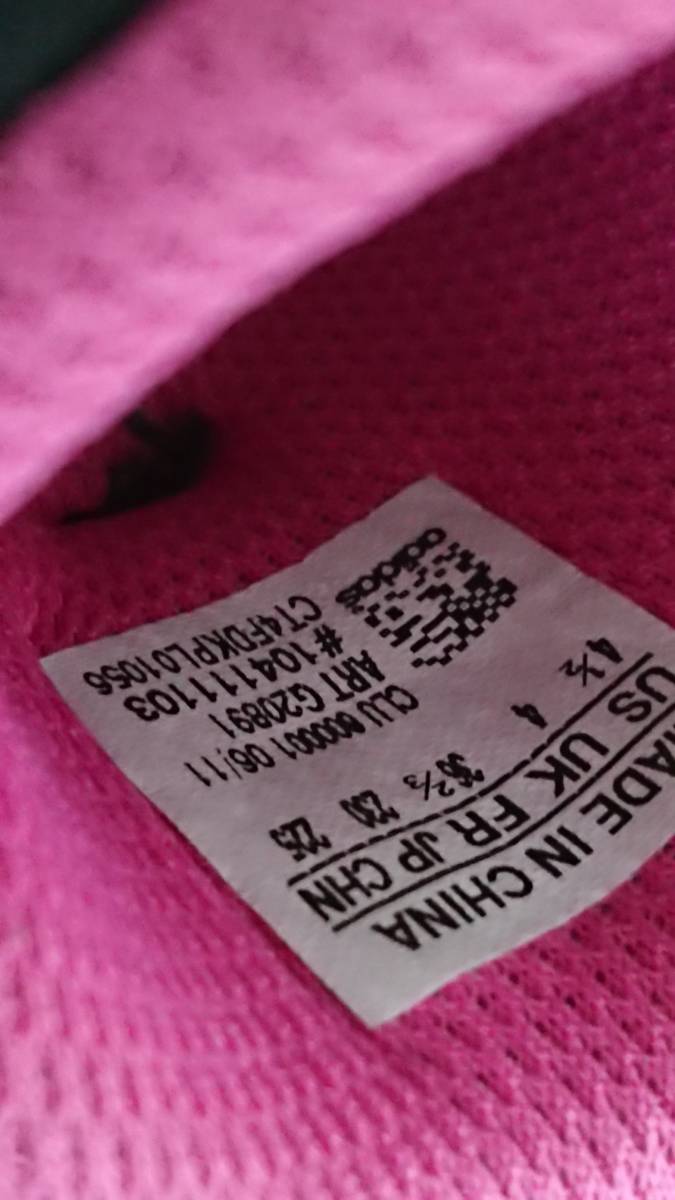 MADE IN CHINA
US UK FR JP CHN
4½ 4 36⅔ 230 225
CLU 600001 06/11
ART G20891
#104111103
CT4FDKPL01056
adidas